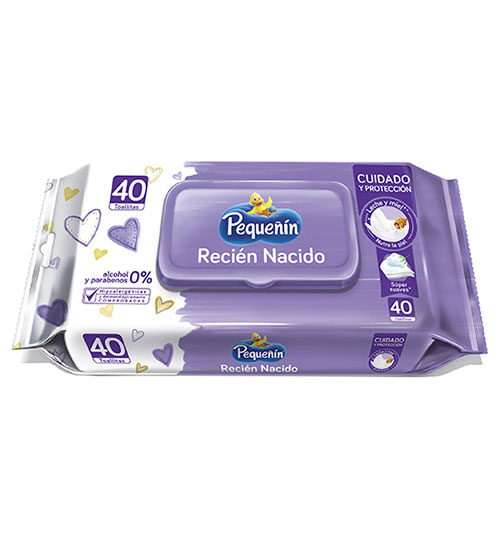 40
Toallitas
alcohol
y parabenos 0%
Hipoalergénicas
y dermatológicamente
COMPROBADAS
Pequeñín
Recién Nacido
CUIDADO
Y PROTECCIÓN
Leche y miel
Nutre la piel
Súper
suaves*
40
Toallitas
40
Toallitas
Pequeñín
Recién Nacido
CUIDADO
Y PROTECCIÓN